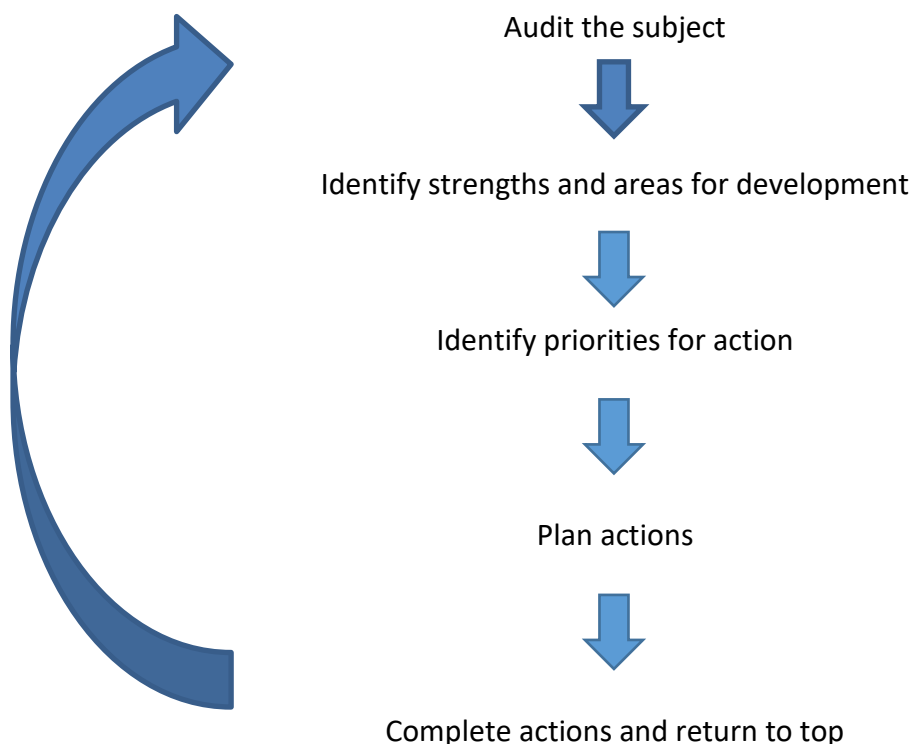 Audit the subject
Identify strengths and areas for development
Identify priorities for action
Plan actions
Complete actions and return to top